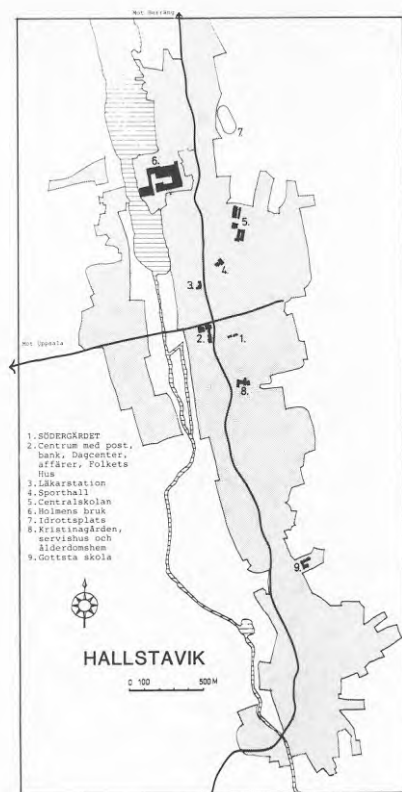 Mot Herräng
7.
6.
5.
4.
3.
2.
1.
Mot Uppsala
8.
1.SÖDERGÄRDET
2.Centrum med post,
bank, Dagcenter,
affärer, Folkets
Hus
3.Läkarstation
4.Sporthall
5.Centralskolan
6.Holmens bruk
7.Idrottsplats
8.Kristinagården,
servishus och
ålderdomshem
9.Gottsta skola
9.
HALLSTAVIK
0 100 500 M